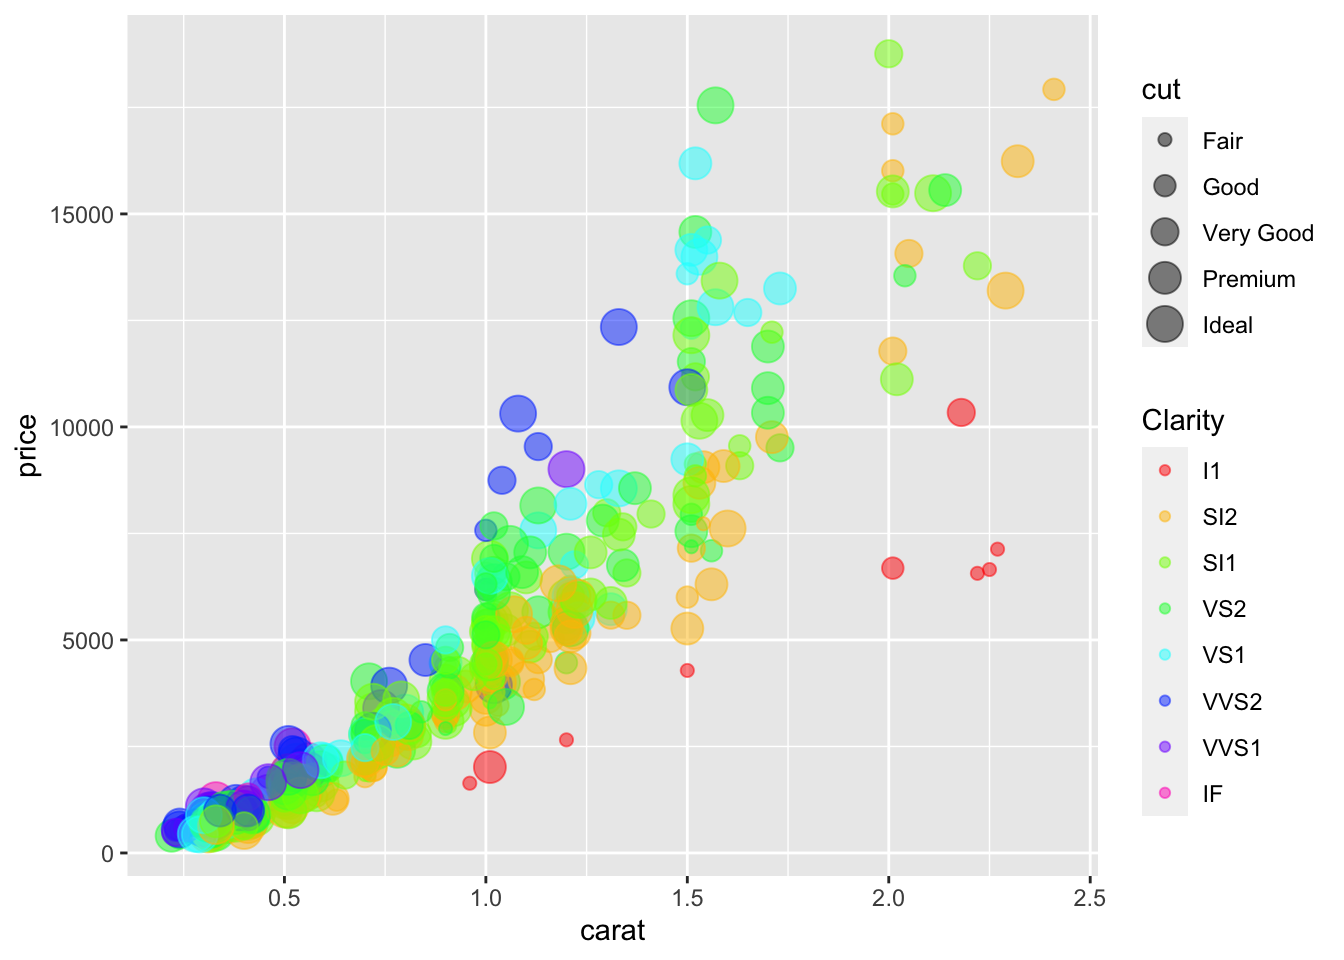 15000
10000
5000
0
price
0.5
1.0
1.5
2.0
2.5
carat
cut
Fair
Good
Very Good
Premium
Ideal
Clarity
I1
SI2
SI1
VS2
VS1
VVS2
VVS1
IF